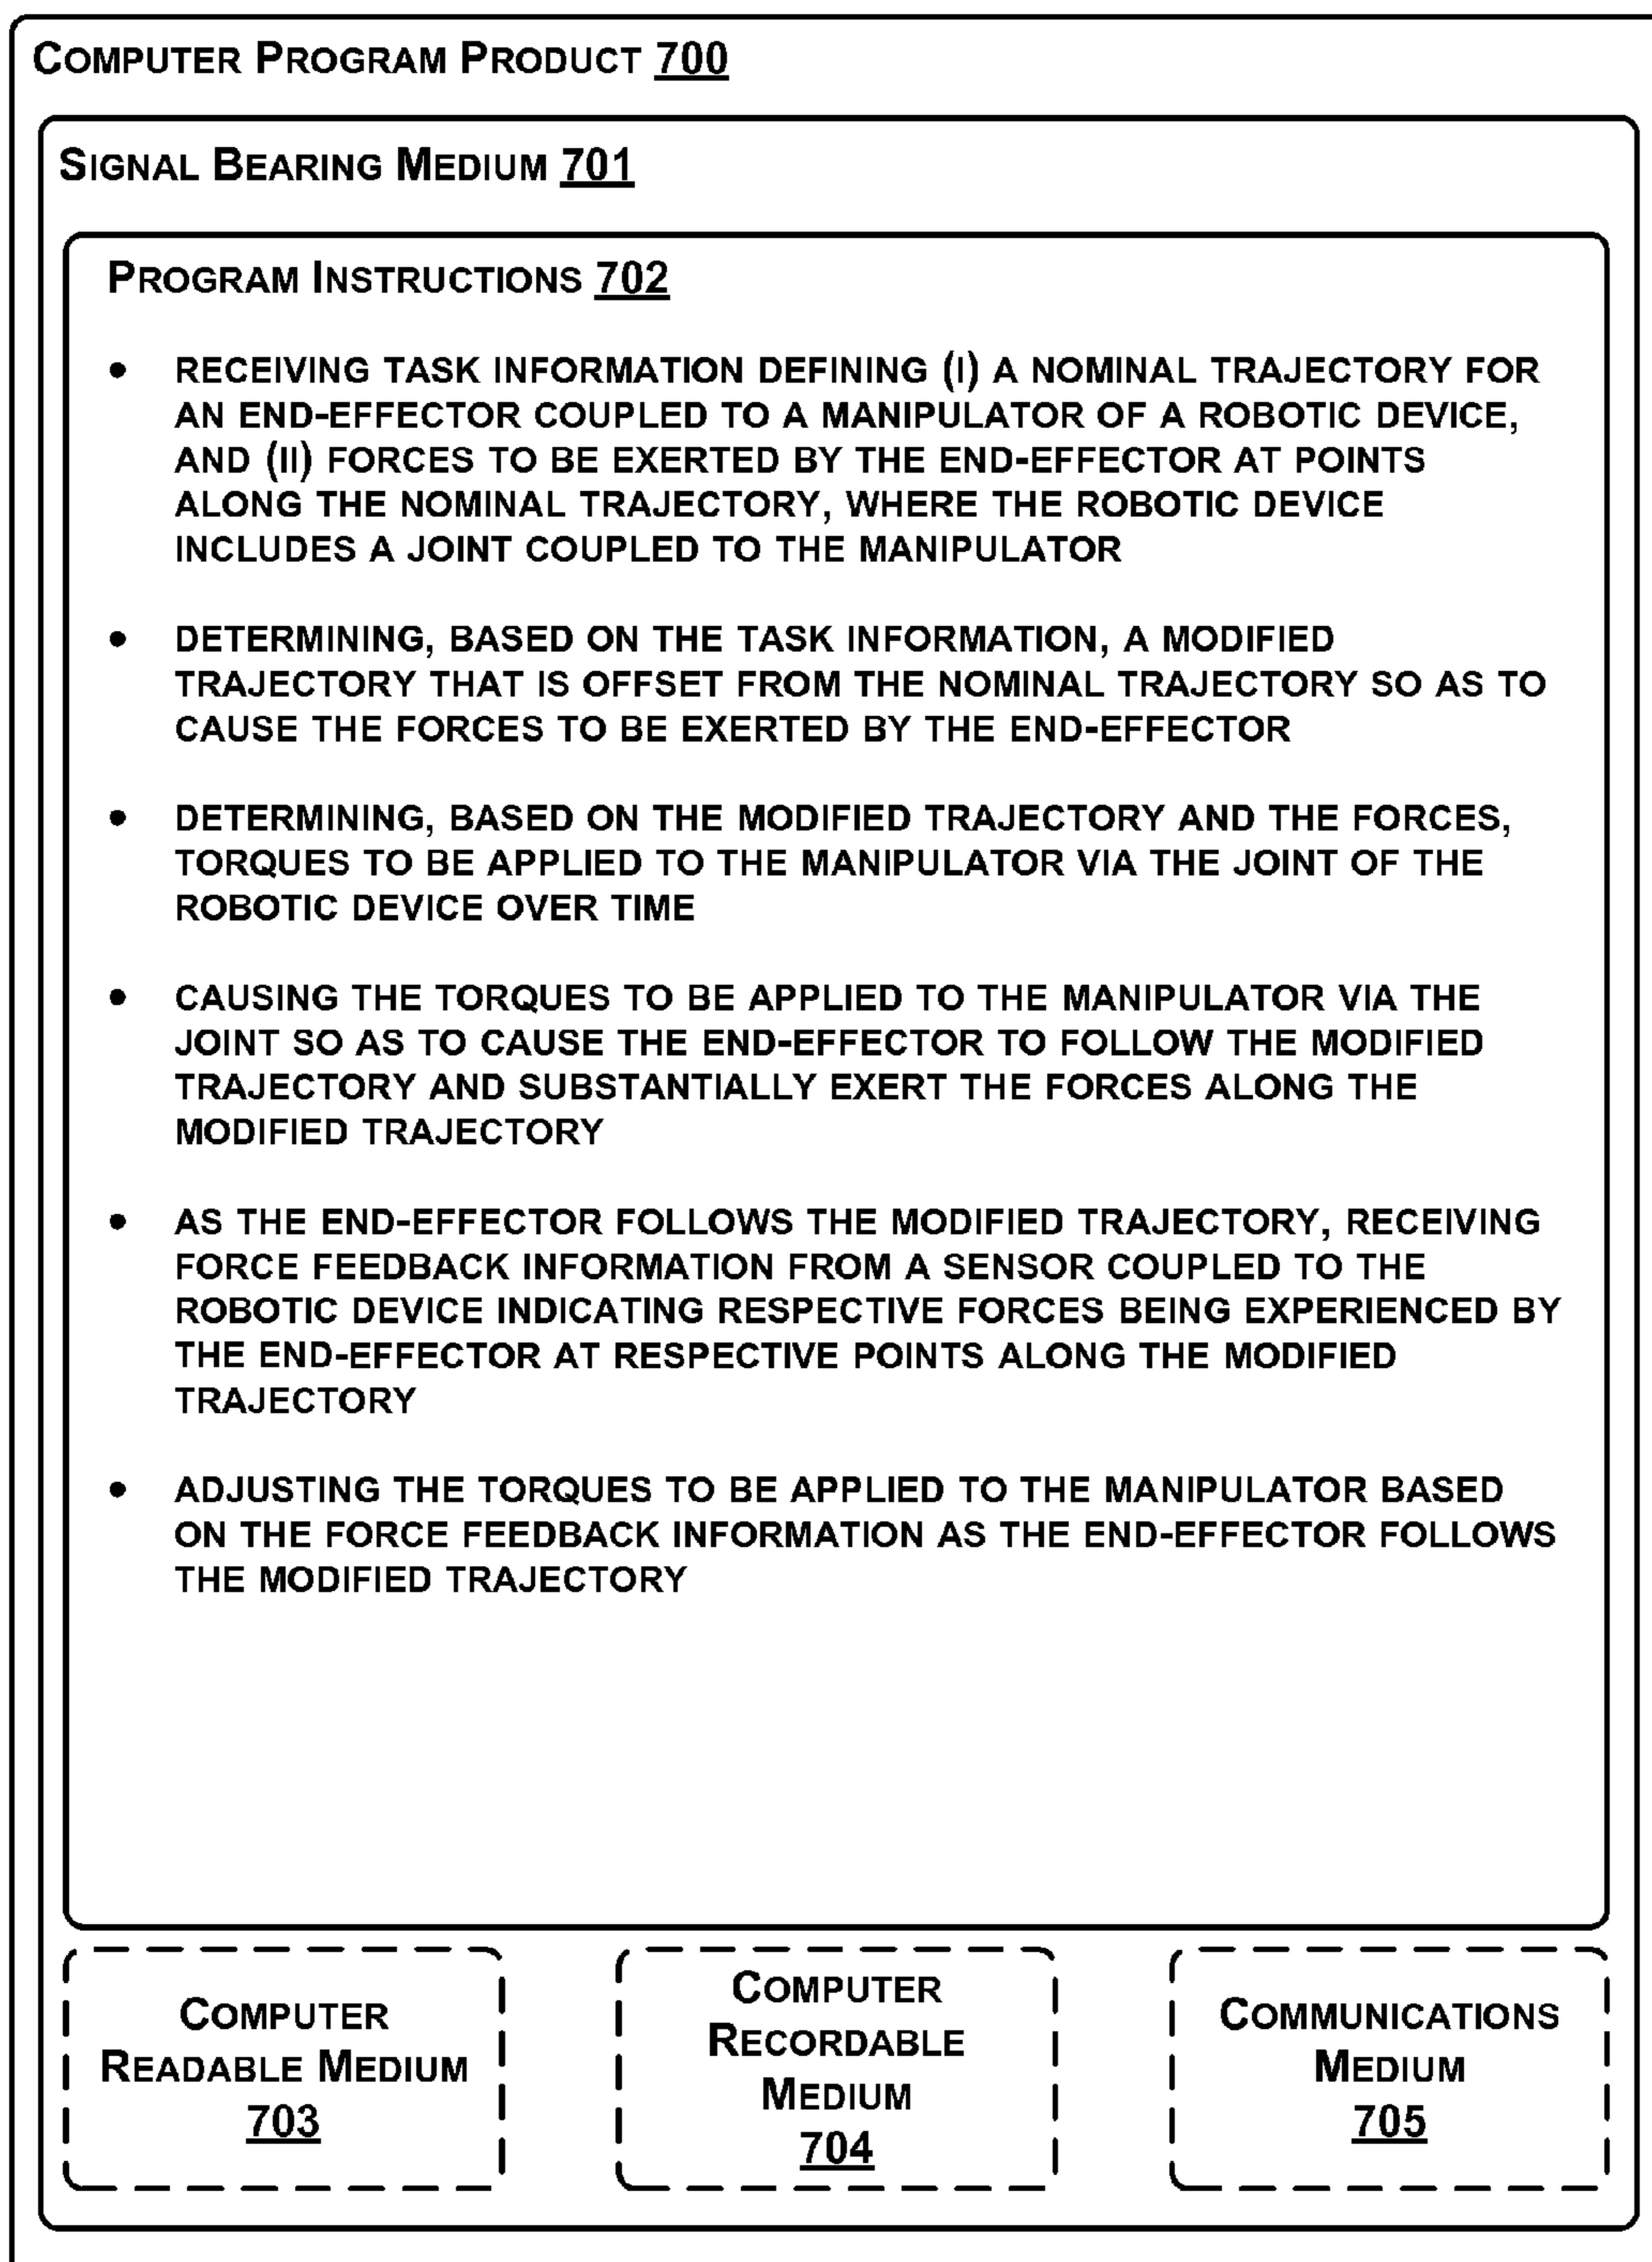 COMPUTER PROGRAM PRODUCT 700
SIGNAL BEARING MEDIUM 701
PROGRAM INSTRUCTIONS 702
• RECEIVING TASK INFORMATION DEFINING (I) A NOMINAL TRAJECTORY FOR
AN END-EFFECTOR COUPLED TO A MANIPULATOR OF A ROBOTIC DEVICE,
AND (II) FORCES TO BE EXERTED BY THE END-EFFECTOR AT POINTS
ALONG THE NOMINAL TRAJECTORY, WHERE THE ROBOTIC DEVICE
INCLUDES A JOINT COUPLED TO THE MANIPULATOR
• DETERMINING, BASED ON THE TASK INFORMATION, A MODIFIED
TRAJECTORY THAT IS OFFSET FROM THE NOMINAL TRAJECTORY SO AS TO
CAUSE THE FORCES TO BE EXERTED BY THE END-EFFECTOR
• DETERMINING, BASED ON THE MODIFIED TRAJECTORY AND THE FORCES,
TORQUES TO BE APPLIED TO THE MANIPULATOR VIA THE JOINT OF THE
ROBOTIC DEVICE OVER TIME
• CAUSING THE TORQUES TO BE APPLIED TO THE MANIPULATOR VIA THE
JOINT SO AS TO CAUSE THE END-EFFECTOR TO FOLLOW THE MODIFIED
TRAJECTORY AND SUBSTANTIALLY EXERT THE FORCES ALONG THE
MODIFIED TRAJECTORY
• AS THE END-EFFECTOR FOLLOWS THE MODIFIED TRAJECTORY, RECEIVING
FORCE FEEDBACK INFORMATION FROM A SENSOR COUPLED TO THE
ROBOTIC DEVICE INDICATING RESPECTIVE FORCES BEING EXPERIENCED BY
THE END-EFFECTOR AT RESPECTIVE POINTS ALONG THE MODIFIED
TRAJECTORY
• ADJUSTING THE TORQUES TO BE APPLIED TO THE MANIPULATOR BASED
ON THE FORCE FEEDBACK INFORMATION AS THE END-EFFECTOR FOLLOWS
THE MODIFIED TRAJECTORY
COMPUTER
READABLE MEDIUM
703
COMPUTER
RECORDABLE
MEDIUM
704
COMMUNICATIONS
MEDIUM
705